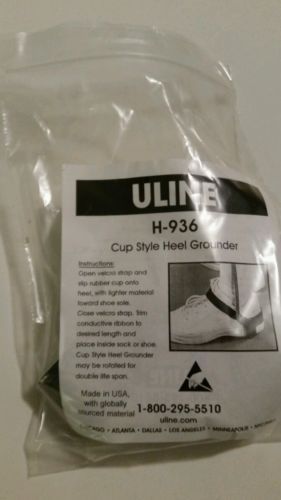 ULINE
H-936
Cup Style Heel Grounder
Instructions:
Open velcro strap and
slip rubber cup onto
heel, with lighter material
toward shoe sole.
Close velcro strap. Trim
conductive ribbon to
desired length and
place inside sock or shoe.
Cup Style Heel Grounder
may be rotated for
double life span.
Made in USA,
with globally
sourced material
1-800-295-5510
uline.com
CHICAGO • ATLANTA • DALLAS • LOS ANGELES • MINNEAPOLIS •